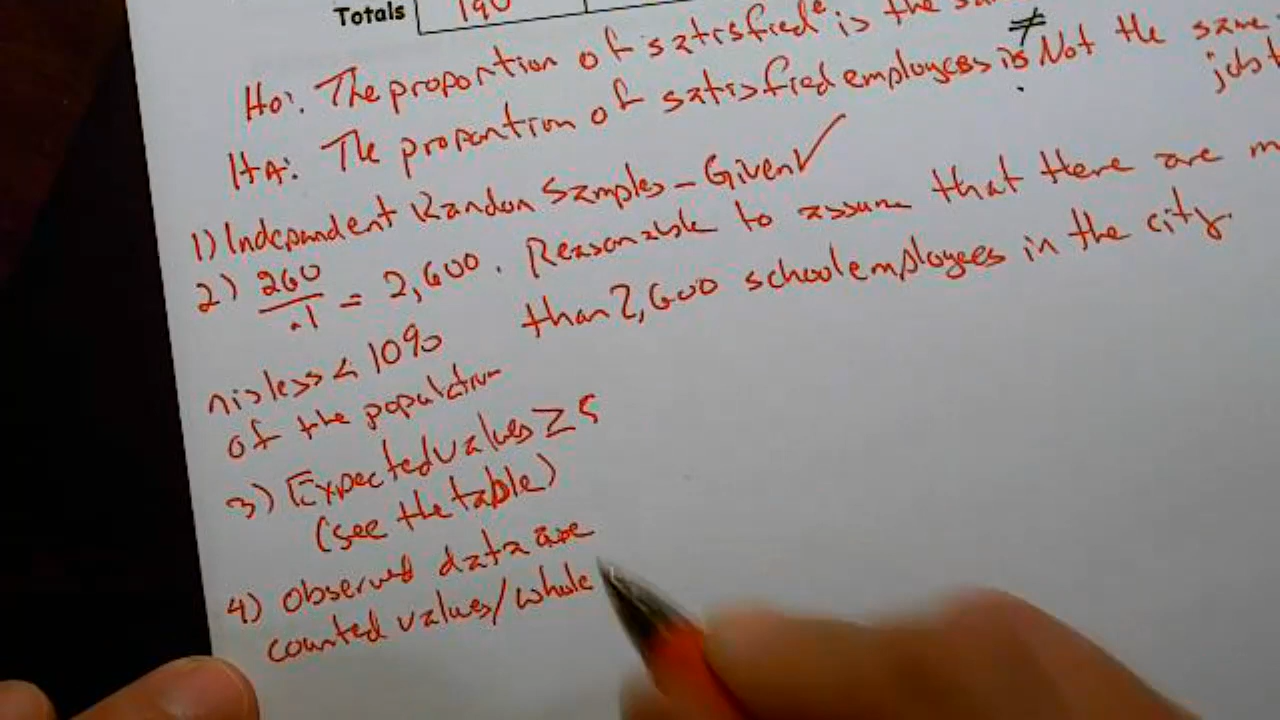 Totals 190
Ho: The proportion of satisfied is the
HA: The proportion of satisfied employees is Not the same
≠
job
1) Independent Random Samples - Given ✓
2) 260/.1 = 2,600. Reasonable to assume that there are
than 2,600 school employees in the city.
n is less < 10%
of the population
3) Expected values ≥ 5
(see the table)
4) Observed data are
counted values/whole